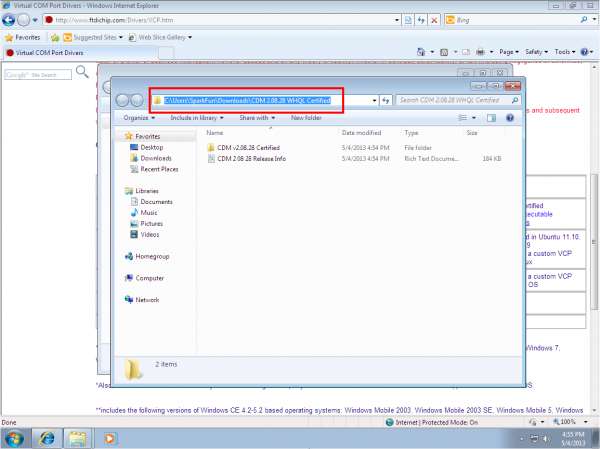 Virtual COM Port Drivers - Windows Internet Explorer
http://www.ftdichip.com/Drivers/VCP.htm
Bing
Favorites
Suggested Sites
Web Slice Gallery
Virtual COM Port Drivers
Page
Safety
Tools
Google
Site Search
C:\Users\SparkFun\Downloads\CDM 2.08.28 WHQL Certified
Search CDM 2.08.28 WHQL Certified
and subsequent
Organize
Include in library
Share with
New folder
Favorites
Desktop
Downloads
Recent Places
Libraries
Documents
Music
Pictures
Videos
Homegroup
Computer
Network
Name
Date modified
Type
Size
CDM v2.08.28 Certified
5/4/2013 4:54 PM
File folder
CDM 2 08 28 Release Info
5/4/2013 4:54 PM
Rich Text Docume...
184 KB
ertified
executable
d in Ubuntu 11.10,
a custom VCP
ux
a custom VCP
OS
2 items
Windows 7,
*Also
OS.
**includes the following versions of Windows CE 4.2-5.2 based operating systems: Windows Mobile 2003, Windows Mobile 2003 SE, Windows Mobile 5, Windows
Done
Internet | Protected Mode: On
100%
4:55 PM
5/4/2013